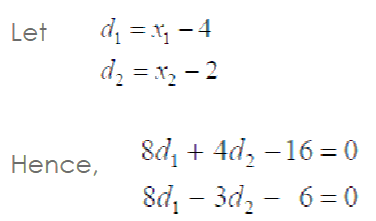 Let d₁ = x₁ − 4
d₂ = x₂ − 2
8d₁ + 4d₂ − 16 = 0
Hence,
8d₁ − 3d₂ − 6 = 0